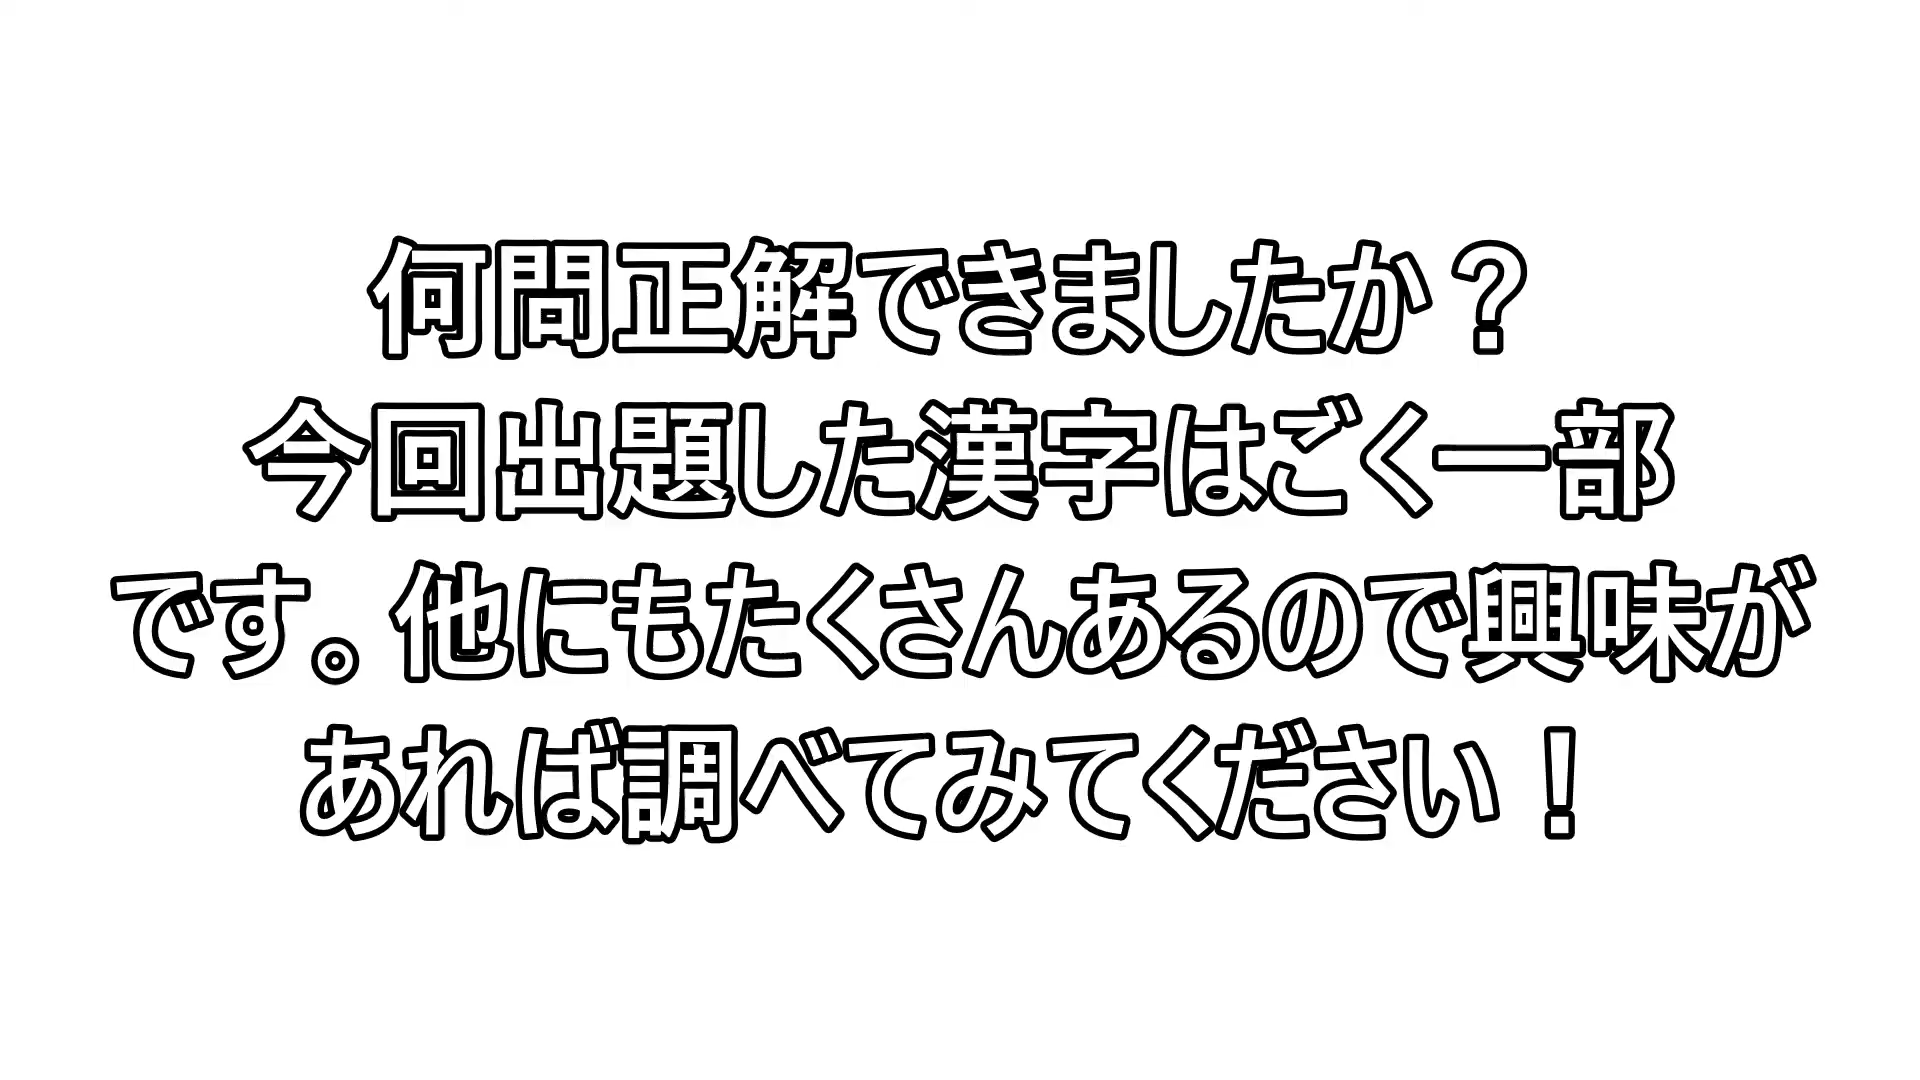 何問正解できましたか？
今回出題した漢字はごく一部
です。他にもたくさんあるので興味が
あれば調べてみてください！